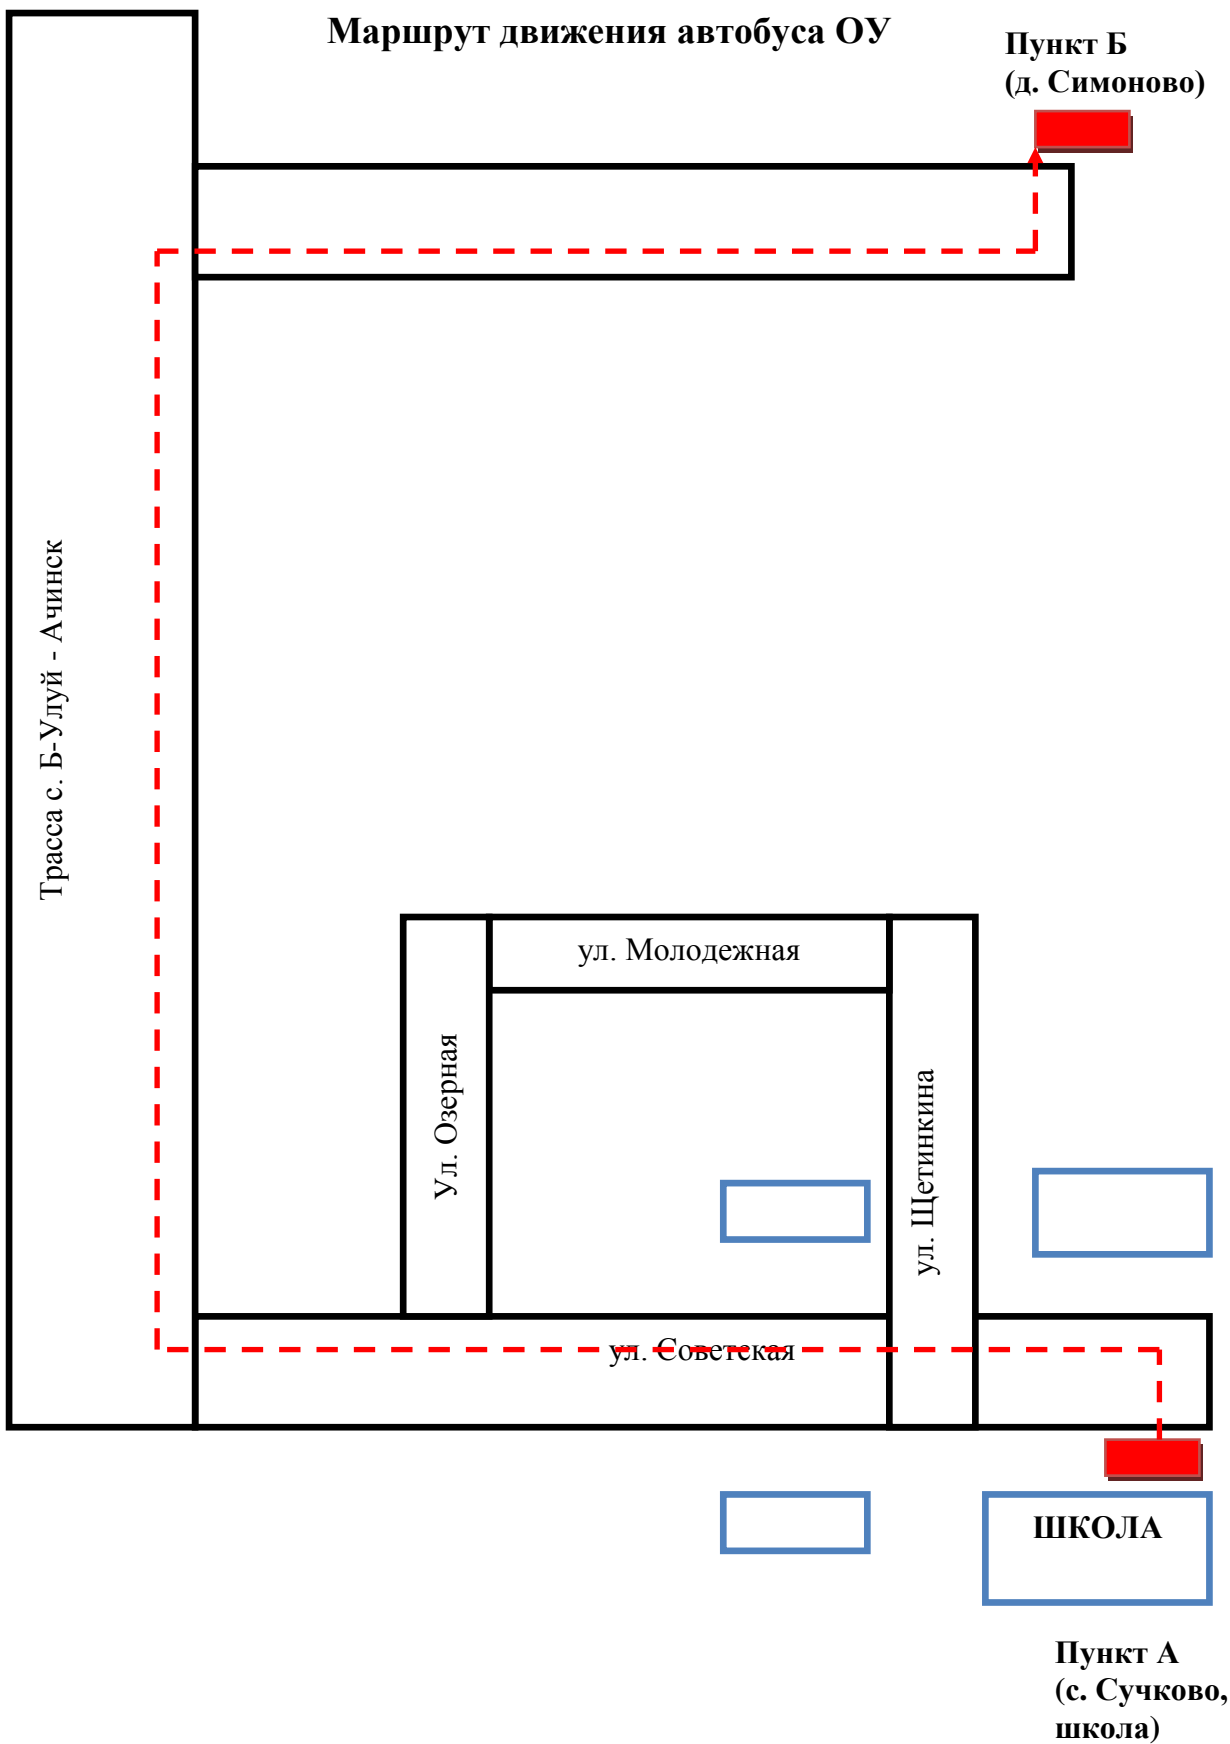 Маршрут движения автобуса ОУ
Пункт Б
(д. Симоново)
Трасса с. Б-Улуй - Ачинск
ул. Молодежная
Ул. Озерная
ул. Щетинкина
ул. Советская
ШКОЛА
Пункт А
(с. Сучково,
школа)